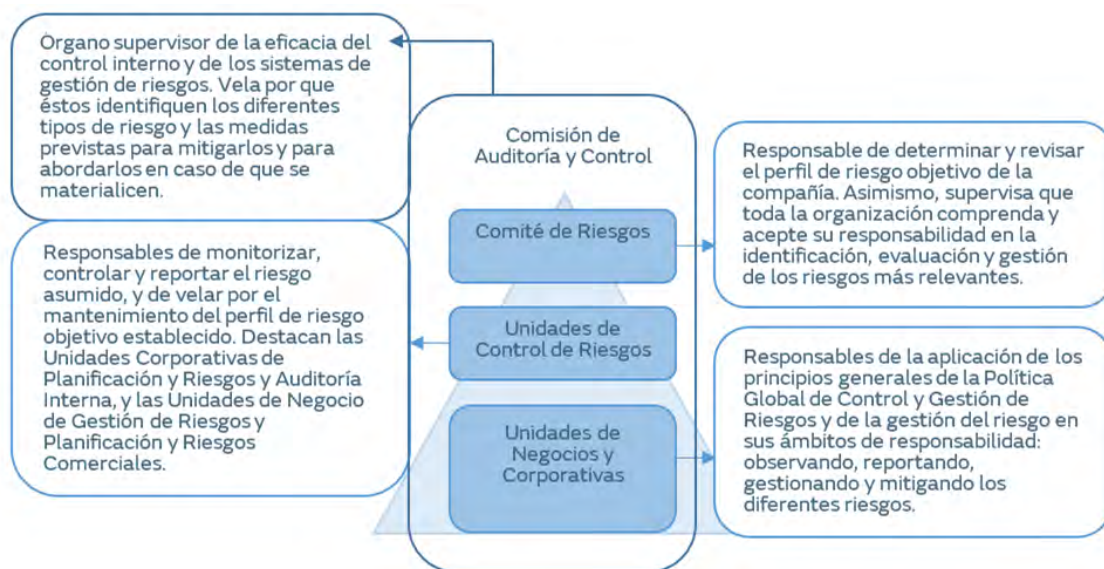 Órgano supervisor de la eficacia del
control interno y de los sistemas de
gestión de riesgos. Vela por que
éstos identifiquen los diferentes
tipos de riesgo y las medidas
previstas para mitigarlos y para
abordarlos en caso de que se
materialicen.
Comisión de
Auditoría y Control
Comité de Riesgos
Responsable de determinar y revisar
el perfil de riesgo objetivo de la
compañía. Asimismo, supervisa que
toda la organización comprenda y
acepte su responsabilidad en la
identificación, evaluación y gestión
de los riesgos más relevantes.
Responsables de monitorizar,
controlar y reportar el riesgo
asumido, y de velar por el
mantenimiento del perfil de riesgo
objetivo establecido. Destacan las
Unidades Corporativas de
Planificación y Riesgos y Auditoría
Interna, y las Unidades de Negocio
de Gestión de Riesgos y
Planificación y Riesgos
Comerciales.
Unidades de
Control de Riesgos
Unidades de
Negocios y
Corporativas
Responsables de la aplicación de los
principios generales de la Política
Global de Control y Gestión de
Riesgos y de la gestión del riesgo en
sus ámbitos de responsabilidad:
observando, reportando,
gestionando y mitigando los
diferentes riesgos.